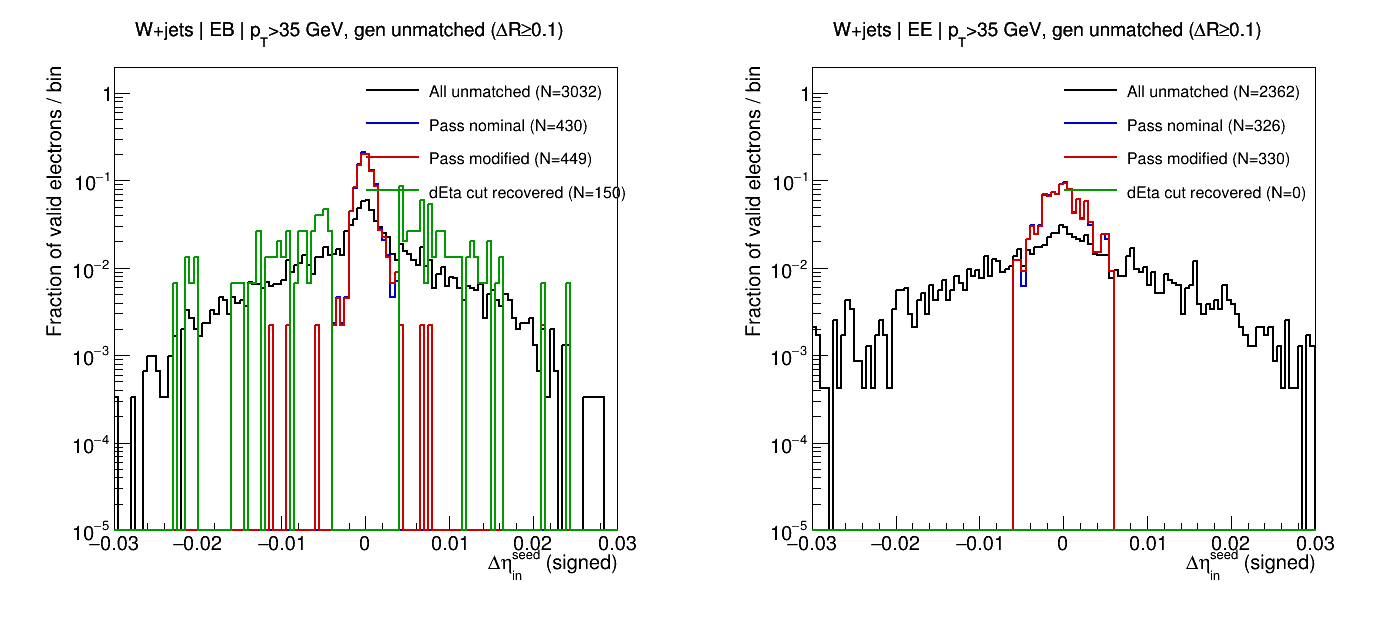 W+jets | EB | p_T>35 GeV, gen unmatched (ΔR≥0.1)
Fraction of valid electrons / bin
All unmatched (N=3032)
Pass nominal (N=430)
Pass modified (N=449)
dEta cut recovered (N=150)
1
10⁻¹
10⁻²
10⁻³
10⁻⁴
10⁻⁵
−0.03 −0.02 −0.01 0 0.01 0.02 0.03
Δη_in^seed (signed)
W+jets | EE | p_T>35 GeV, gen unmatched (ΔR≥0.1)
Fraction of valid electrons / bin
All unmatched (N=2362)
Pass nominal (N=326)
Pass modified (N=330)
dEta cut recovered (N=0)
1
10⁻¹
10⁻²
10⁻³
10⁻⁴
10⁻⁵
−0.03 −0.02 −0.01 0 0.01 0.02 0.03
Δη_in^seed (signed)